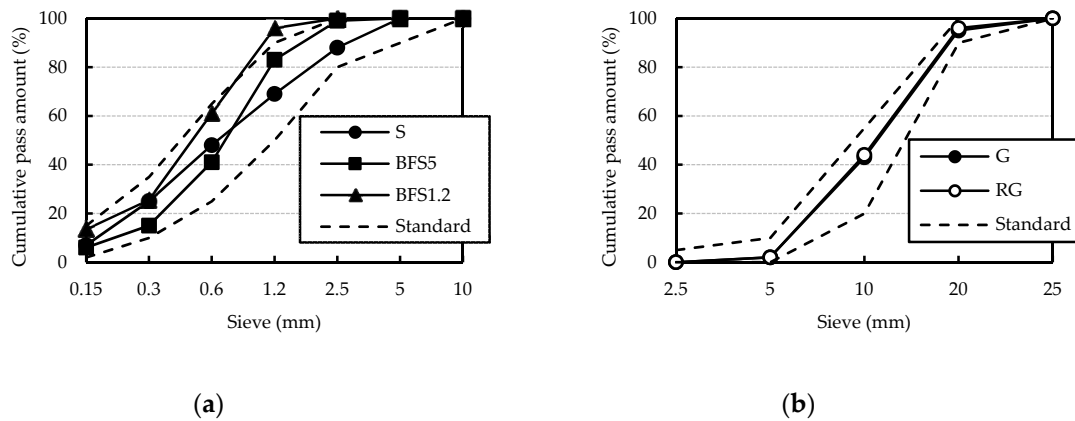 Cumulative pass amount (%)
100
80
60
40
20
0
S
BFS5
BFS1.2
Standard
0.15 0.3 0.6 1.2 2.5 5 10
Sieve (mm)
(a)
Cumulative pass amount (%)
100
80
60
40
20
0
G
RG
Standard
2.5 5 10 20 25
Sieve (mm)
(b)